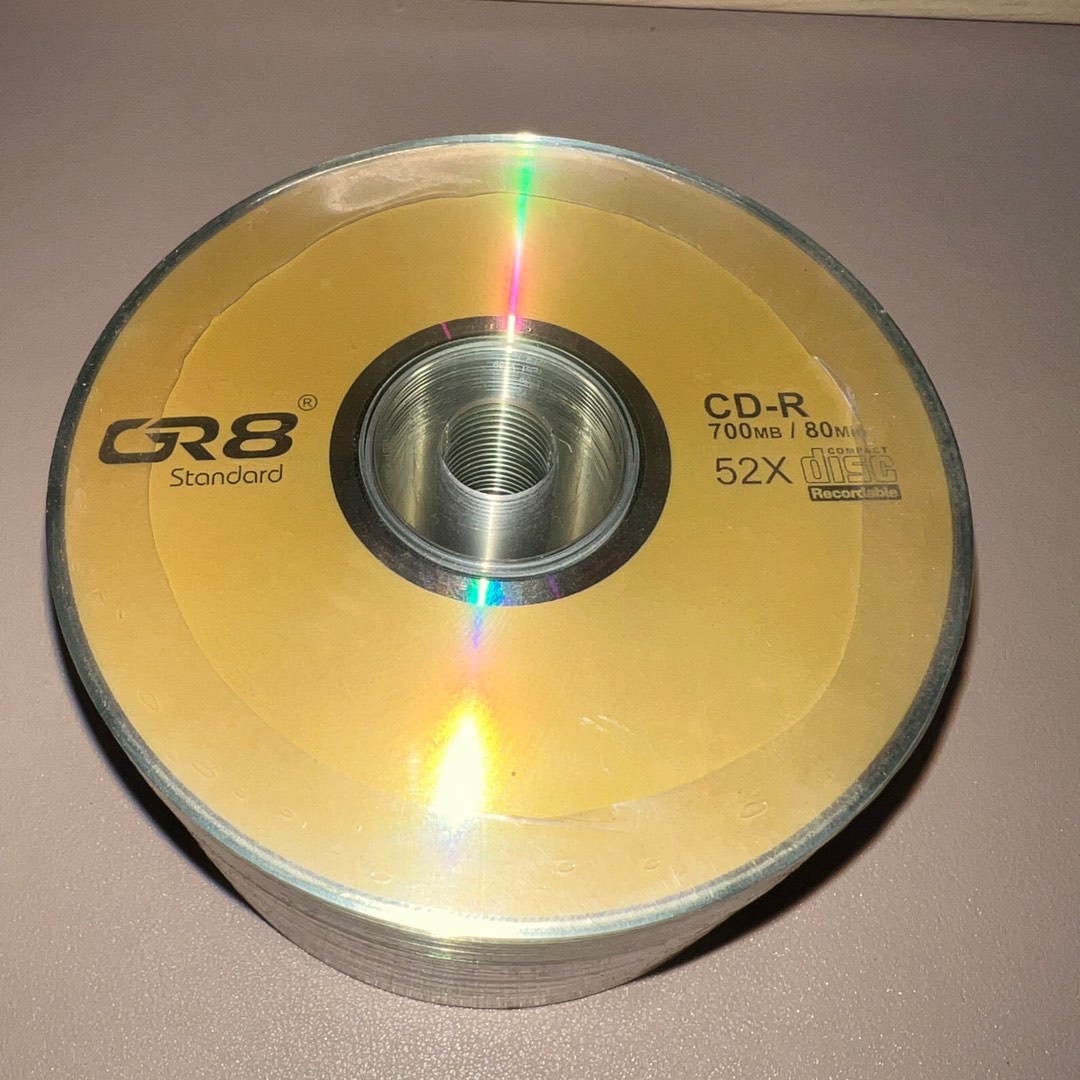 GR8®
Standard
CD-R
700MB / 80Min
52X
COMPACT
disc
Recordable